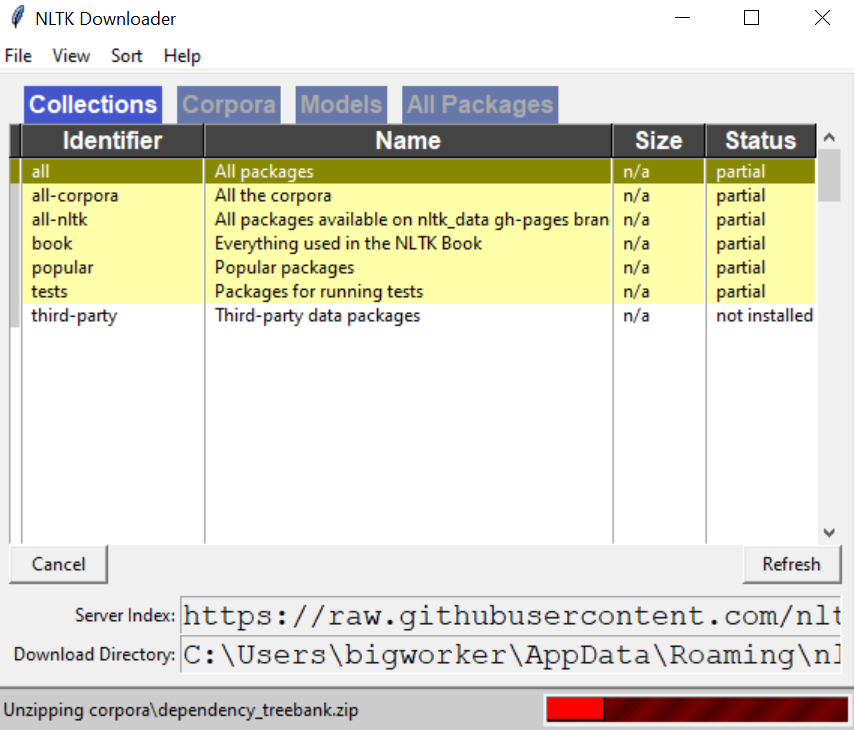 NLTK Downloader
File View Sort Help
Collections Corpora Models All Packages
Identifier Name Size Status
all All packages n/a partial
all-corpora All the corpora n/a partial
all-nltk All packages available on nltk_data gh-pages bran n/a partial
book Everything used in the NLTK Book n/a partial
popular Popular packages n/a partial
tests Packages for running tests n/a partial
third-party Third-party data packages n/a not installed
Cancel Refresh
Server Index: https://raw.githubusercontent.com/nlt
Download Directory: C:\Users\bigworker\AppData\Roaming\nl
Unzipping corpora\dependency_treebank.zip